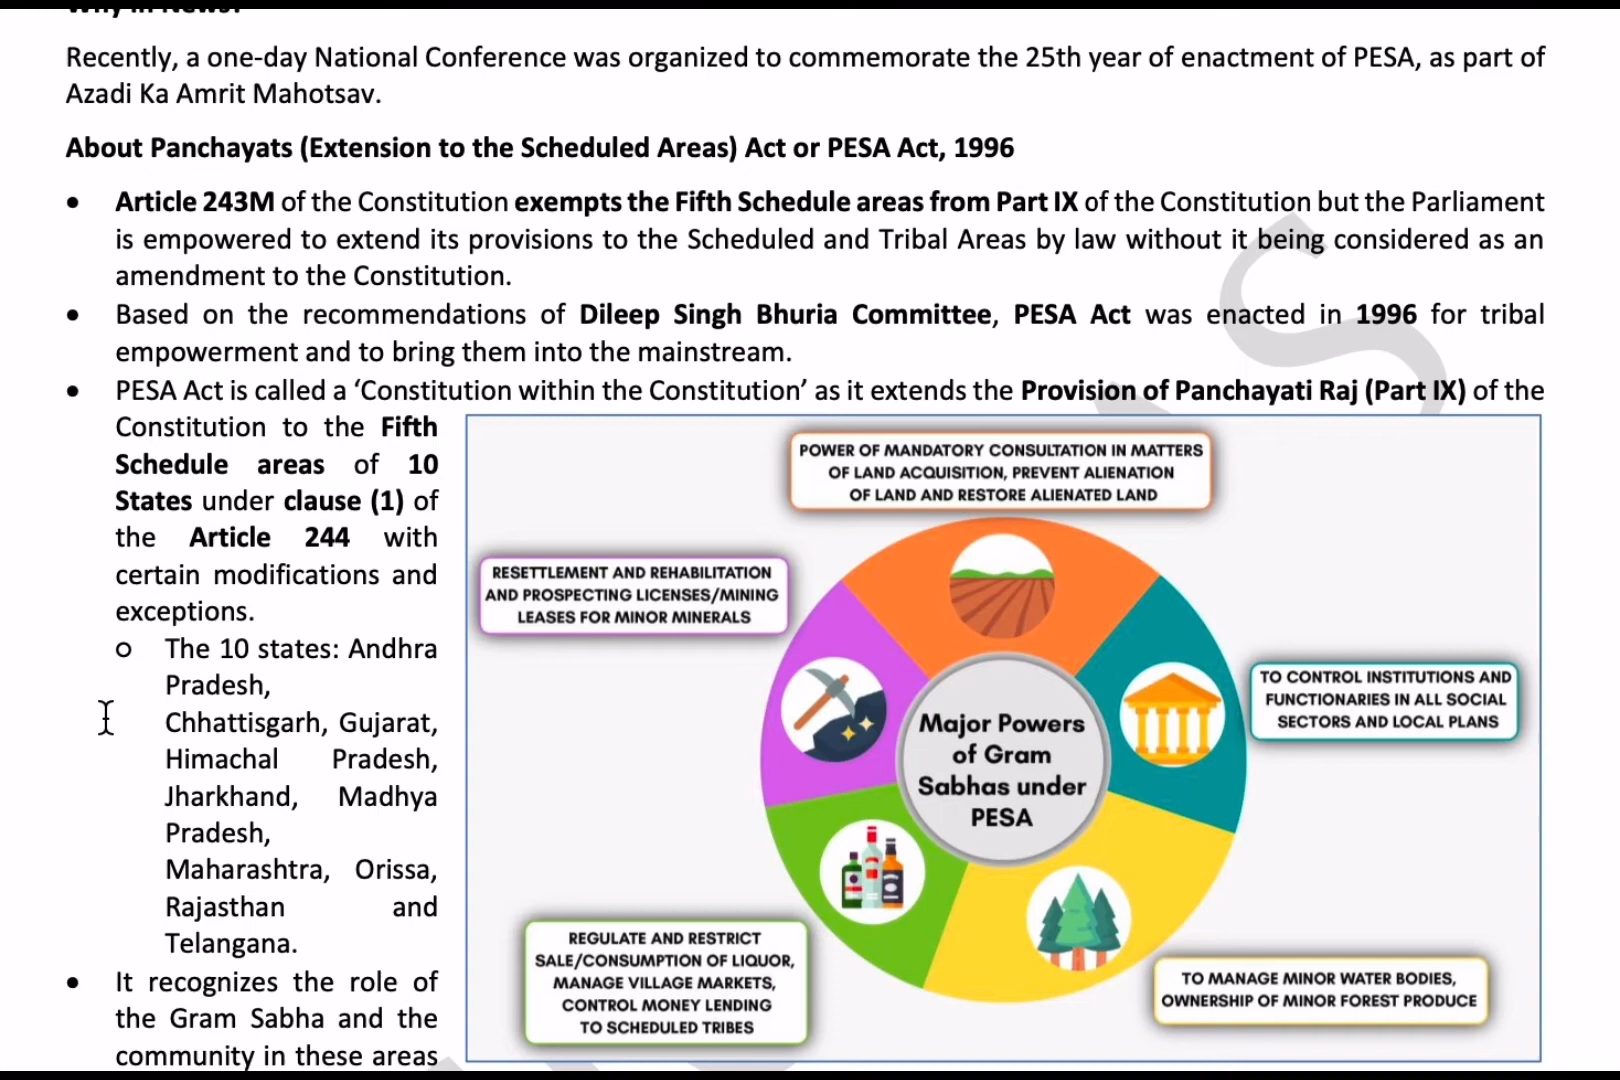 Why in News?
Recently, a one-day National Conference was organized to commemorate the 25th year of enactment of PESA, as part of
Azadi Ka Amrit Mahotsav.
About Panchayats (Extension to the Scheduled Areas) Act or PESA Act, 1996
• Article 243M of the Constitution exempts the Fifth Schedule areas from Part IX of the Constitution but the Parliament
is empowered to extend its provisions to the Scheduled and Tribal Areas by law without it being considered as an
amendment to the Constitution.
• Based on the recommendations of Dileep Singh Bhuria Committee, PESA Act was enacted in 1996 for tribal
empowerment and to bring them into the mainstream.
• PESA Act is called a ‘Constitution within the Constitution’ as it extends the Provision of Panchayati Raj (Part IX) of the
Constitution to the Fifth
Schedule areas of 10
States under clause (1) of
the Article 244 with
certain modifications and
exceptions.
o The 10 states: Andhra
Pradesh,
Chhattisgarh, Gujarat,
Himachal Pradesh,
Jharkhand, Madhya
Pradesh,
Maharashtra, Orissa,
Rajasthan and
Telangana.
• It recognizes the role of
the Gram Sabha and the
community in these areas
POWER OF MANDATORY CONSULTATION IN MATTERS
OF LAND ACQUISITION, PREVENT ALIENATION
OF LAND AND RESTORE ALIENATED LAND
RESETTLEMENT AND REHABILITATION
AND PROSPECTING LICENSES/MINING
LEASES FOR MINOR MINERALS
TO CONTROL INSTITUTIONS AND
FUNCTIONARIES IN ALL SOCIAL
SECTORS AND LOCAL PLANS
Major Powers
of Gram
Sabhas under
PESA
REGULATE AND RESTRICT
SALE/CONSUMPTION OF LIQUOR,
MANAGE VILLAGE MARKETS,
CONTROL MONEY LENDING
TO SCHEDULED TRIBES
TO MANAGE MINOR WATER BODIES,
OWNERSHIP OF MINOR FOREST PRODUCE